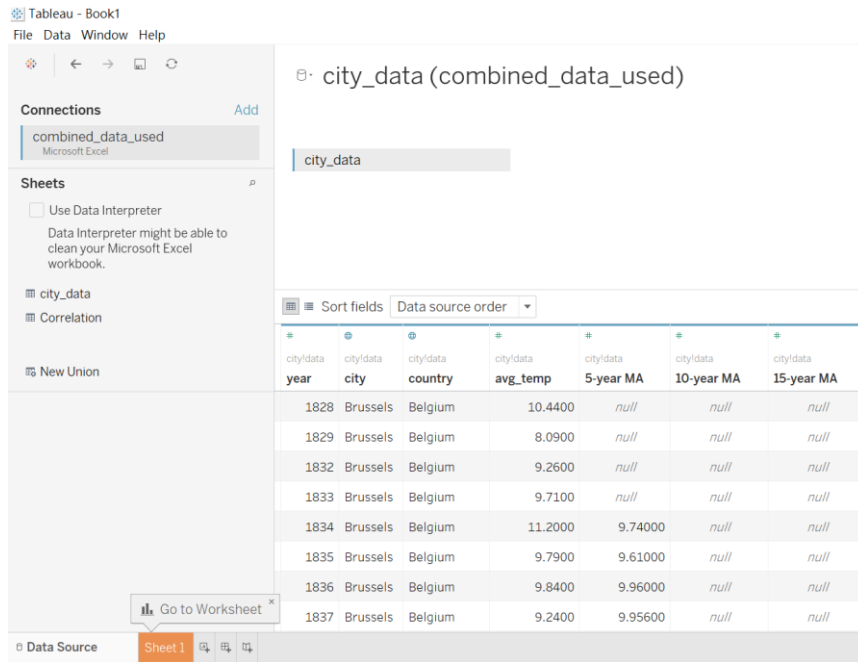 Tableau - Book1
File Data Window Help
city_data (combined_data_used)
Connections Add
combined_data_used
Microsoft Excel
city_data
Sheets
Use Data Interpreter
Data Interpreter might be able to
clean your Microsoft Excel
workbook.
city_data
Correlation
New Union
Sort fields Data source order
# # # # #
city!data city!data city!data city!data city!data city!data city!data
year city country avg_temp 5-year MA 10-year MA 15-year MA
1828 Brussels Belgium 10.4400 null null null
1829 Brussels Belgium 8.0900 null null null
1832 Brussels Belgium 9.2600 null null null
1833 Brussels Belgium 9.7100 null null null
1834 Brussels Belgium 11.2000 9.74000 null null
1835 Brussels Belgium 9.7900 9.61000 null null
1836 Brussels Belgium 9.8400 9.96000 null null
1837 Brussels Belgium 9.2400 9.95600 null null
Go to Worksheet ×
Data Source Sheet 1